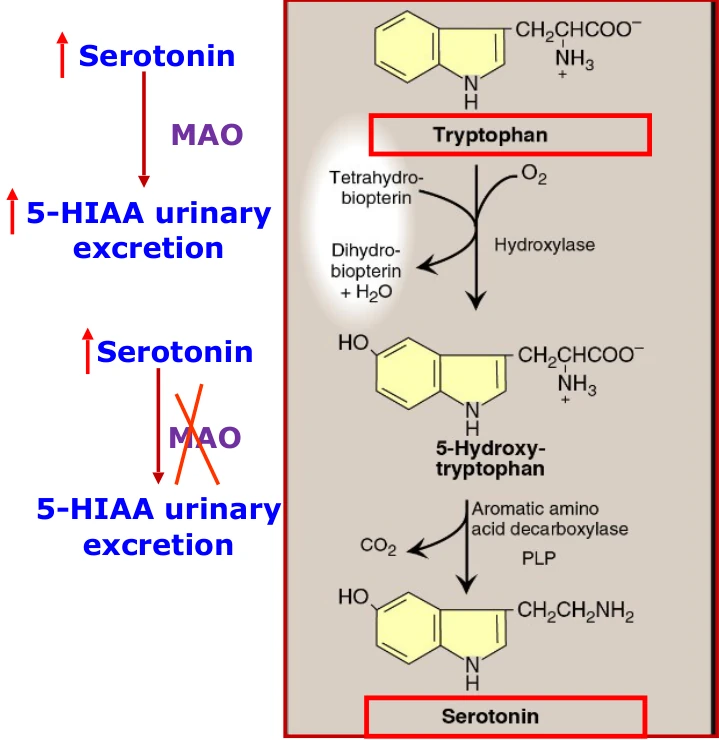 Serotonin
MAO
5-HIAA urinary
excretion
Serotonin
MAO
5-HIAA urinary
excretion
CH₂CHCOO⁻
NH₃
+
N
H
Tryptophan
Tetrahydro-
biopterin
O₂
Hydroxylase
Dihydro-
biopterin
+ H₂O
HO
CH₂CHCOO⁻
NH₃
+
N
H
5-Hydroxy-
tryptophan
Aromatic amino
acid decarboxylase
CO₂
PLP
HO
CH₂CH₂NH₂
N
H
Serotonin